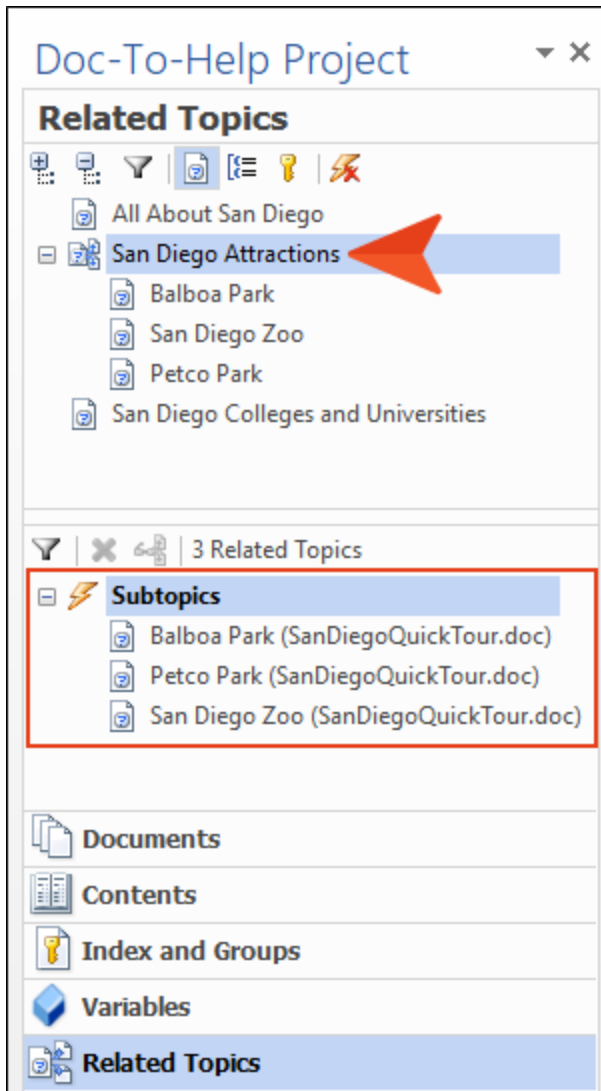 Doc-To-Help Project
Related Topics
All About San Diego
San Diego Attractions
Balboa Park
San Diego Zoo
Petco Park
San Diego Colleges and Universities
3 Related Topics
Subtopics
Balboa Park (SanDiegoQuickTour.doc)
Petco Park (SanDiegoQuickTour.doc)
San Diego Zoo (SanDiegoQuickTour.doc)
Documents
Contents
Index and Groups
Variables
Related Topics